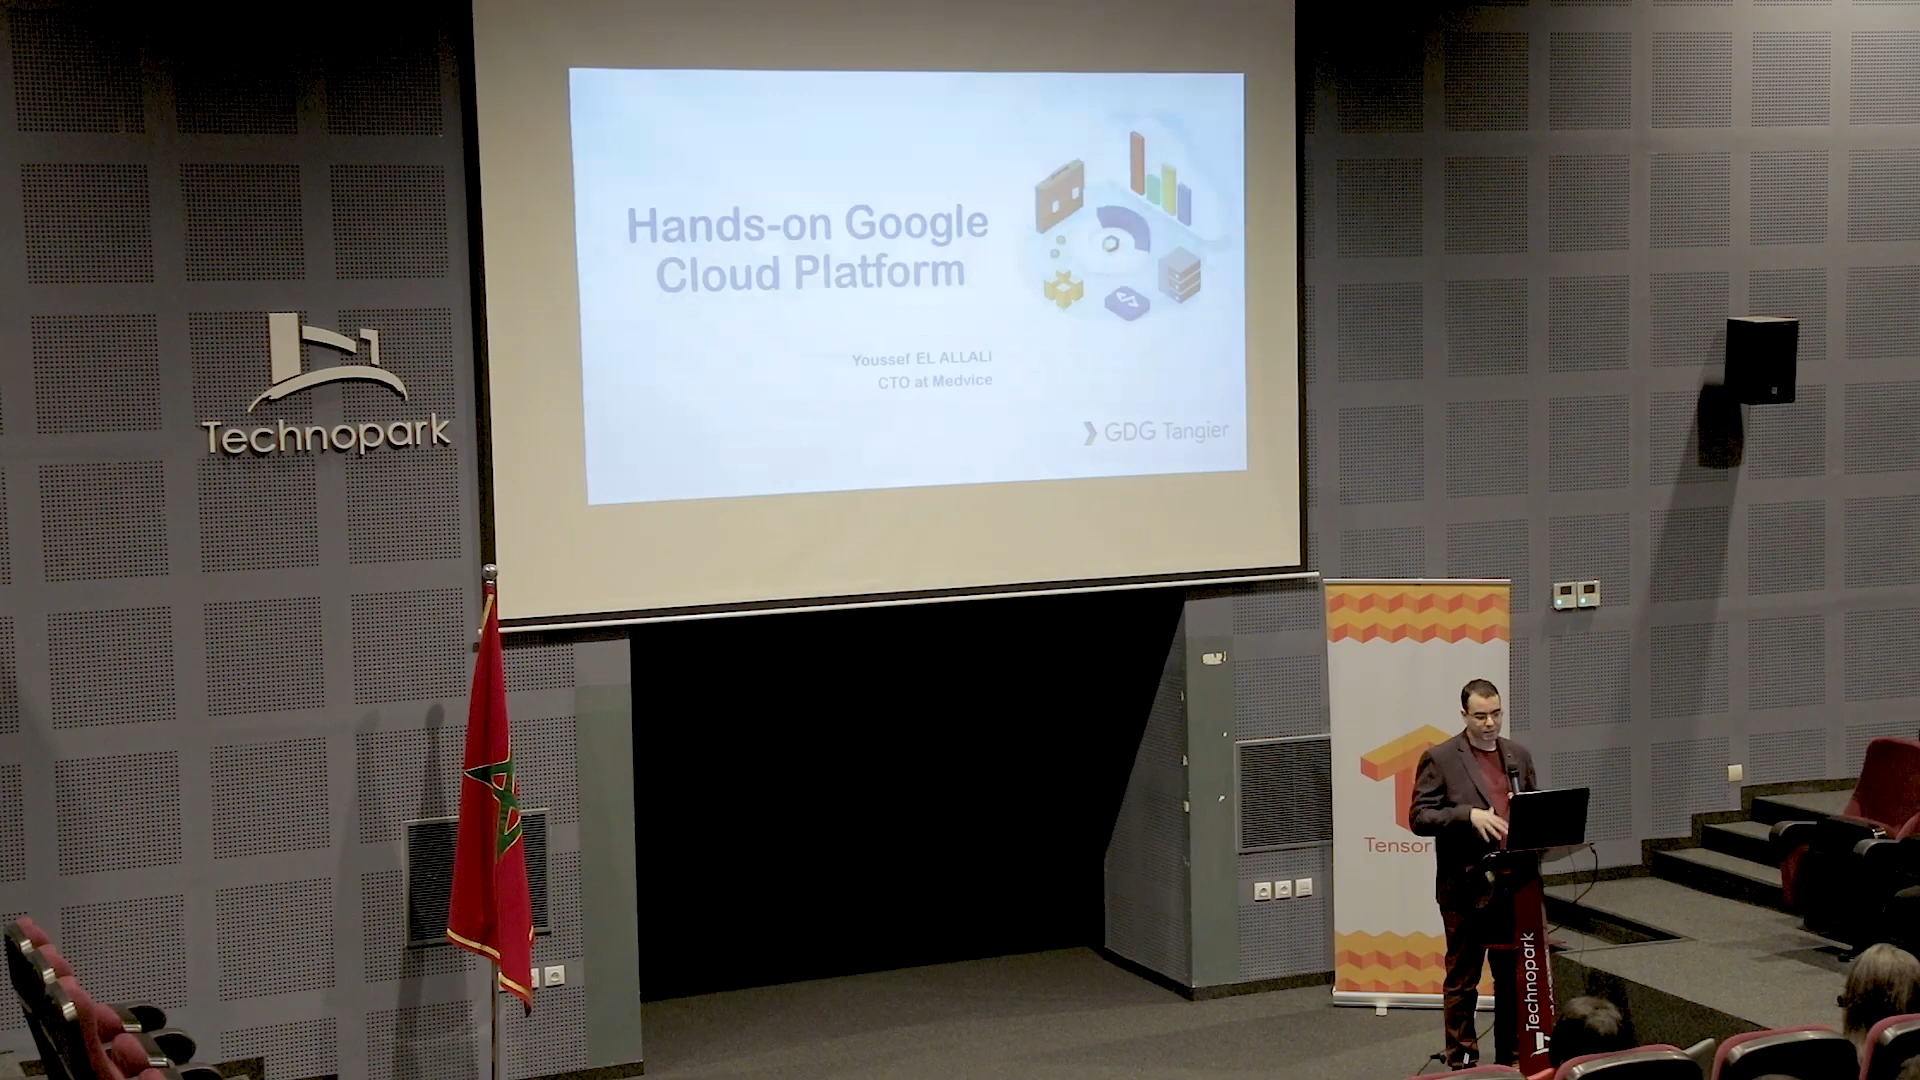 Hands-on Google
Cloud Platform
Youssef EL ALLALI
CTO at Medvice
GDG Tangier
Technopark
Tensor
Technopark